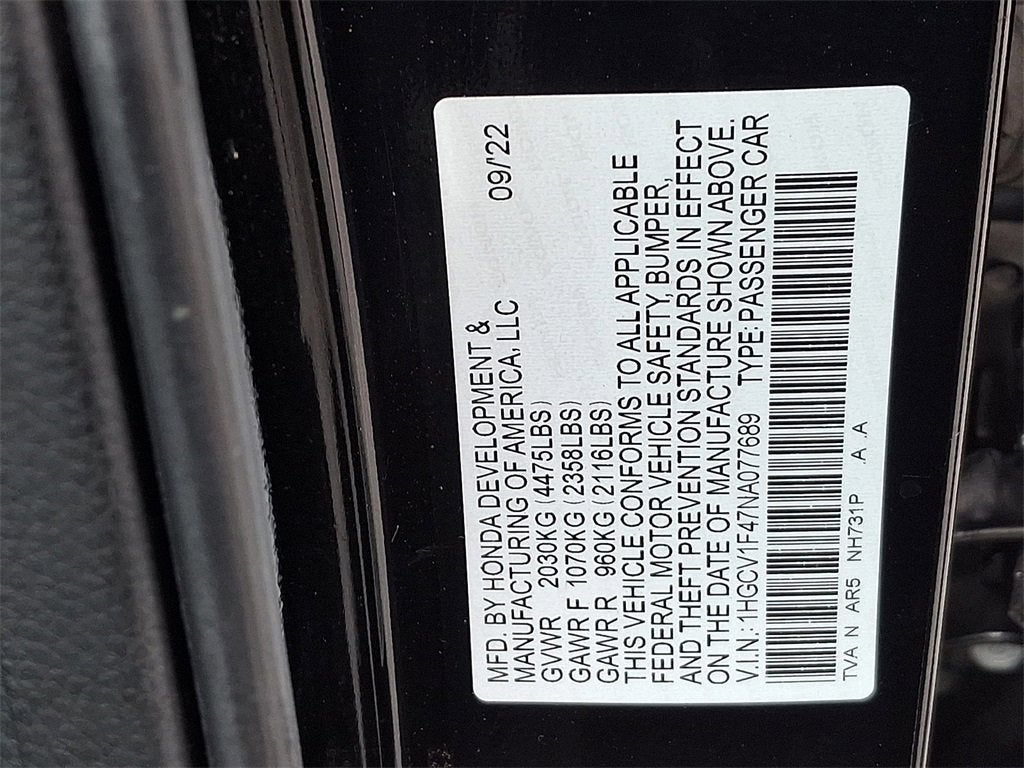 MFD. BY HONDA DEVELOPMENT & 09/'22
MANUFACTURING OF AMERICA, LLC
GVWR 2030KG (4475LBS)
GAWR F 1070KG (2358LBS)
GAWR R 960KG (2116LBS)
THIS VEHICLE CONFORMS TO ALL APPLICABLE
FEDERAL MOTOR VEHICLE SAFETY, BUMPER,
AND THEFT PREVENTION STANDARDS IN EFFECT
ON THE DATE OF MANUFACTURE SHOWN ABOVE.
V.I.N.: 1HGCV1F47NA077689 TYPE: PASSENGER CAR
TVA N AR5 NH731P .A .A